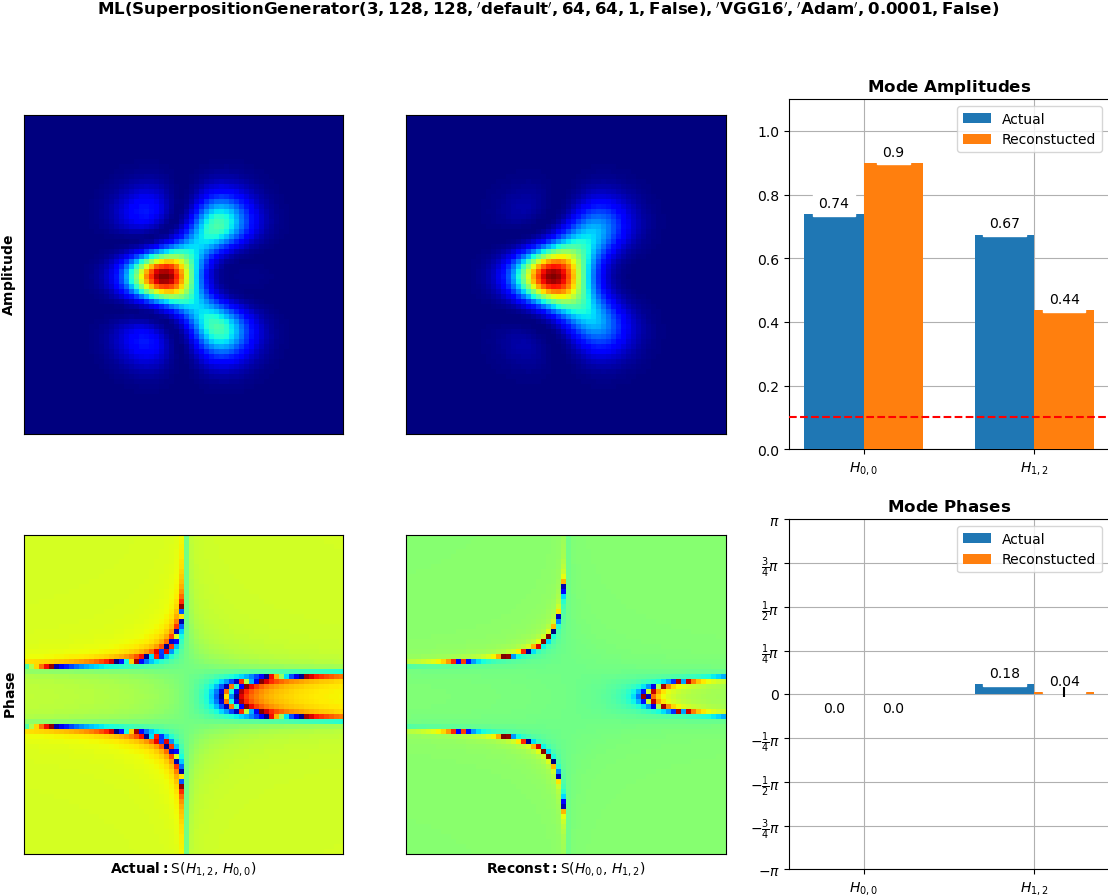 ML(SuperpositionGenerator(3, 128, 128, 'default', 64, 64, 1, False), 'VGG16', 'Adam', 0.0001, False)
Amplitude
Mode Amplitudes
Actual
Reconstucted
1.0
0.8
0.6
0.4
0.2
0.0
0.74
0.9
0.67
0.44
H0,0
H1,2
Phase
Actual: S(H1,2, H0,0)
Reconst: S(H0,0, H1,2)
Mode Phases
Actual
Reconstucted
π
3/4π
1/2π
1/4π
0
−1/4π
−1/2π
−3/4π
−π
0.0
0.0
0.18
0.04
H0,0
H1,2